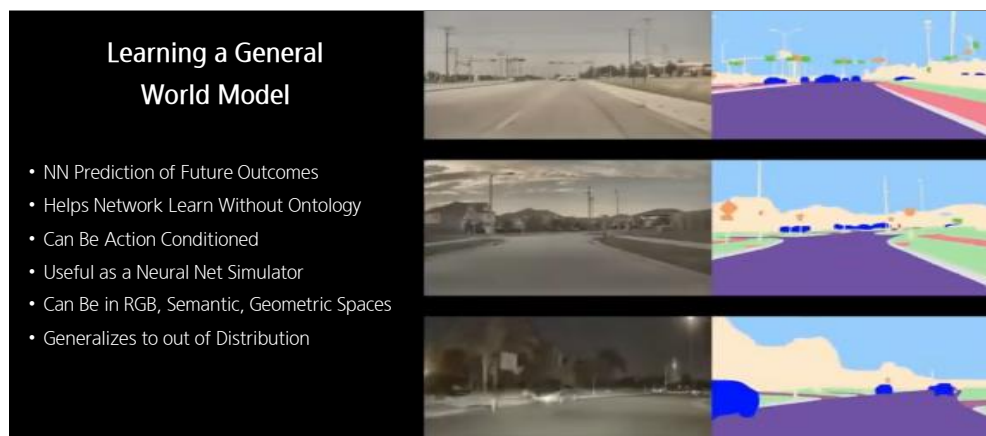 Learning a General
World Model
• NN Prediction of Future Outcomes
• Helps Network Learn Without Ontology
• Can Be Action Conditioned
• Useful as a Neural Net Simulator
• Can Be in RGB, Semantic, Geometric Spaces
• Generalizes to out of Distribution